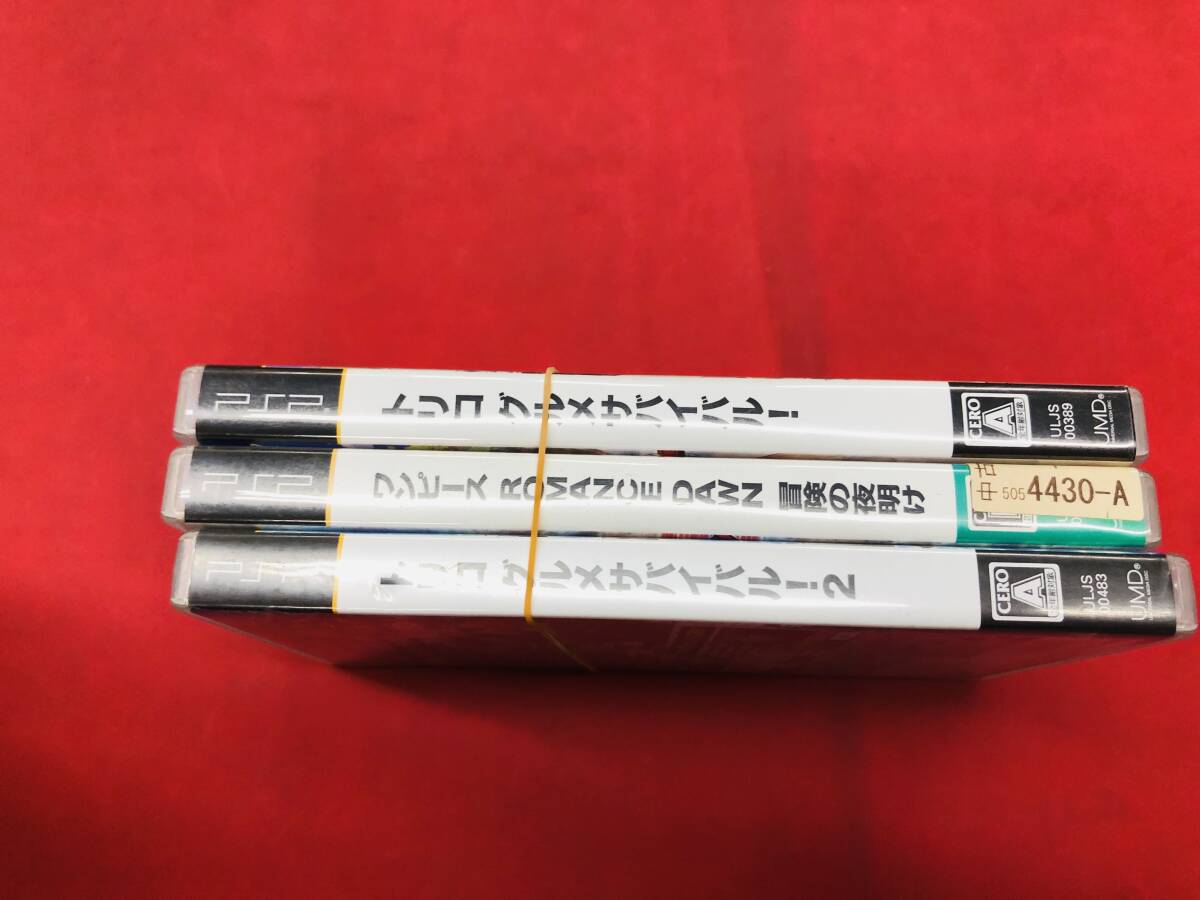 トリコ グルメサバイバル!
CERO
A
ULJS
00389
UMD
ワンピース ROMANCE DAWN 冒険の夜明け
中古
505 4430-A
トリコ グルメサバイバル!2
CERO
A
ULJS
00483
UMD